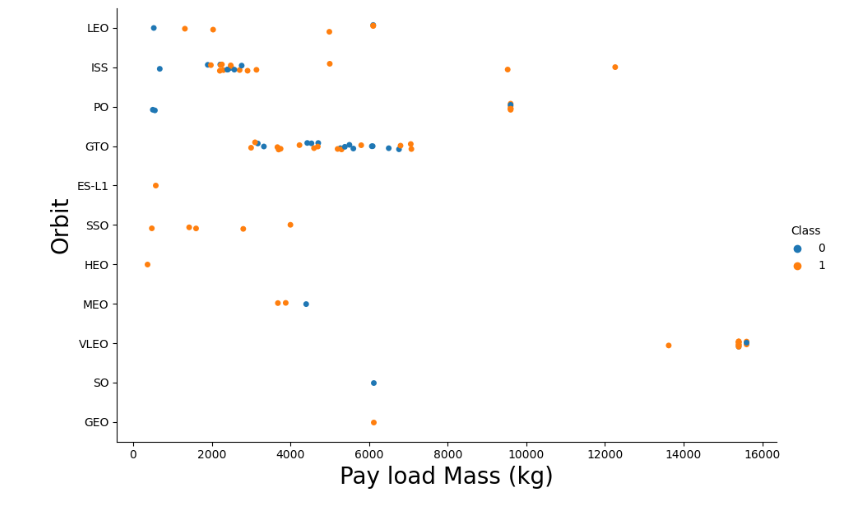 LEO
ISS
PO
GTO
ES-L1
SSO
HEO
MEO
VLEO
SO
GEO
Orbit
0 2000 4000 6000 8000 10000 12000 14000 16000
Pay load Mass (kg)
Class
0
1